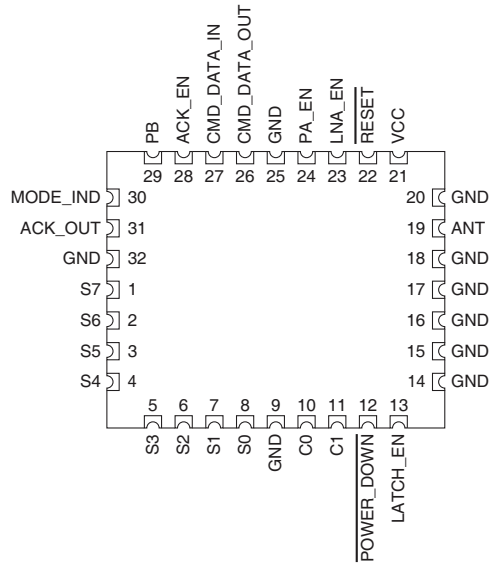 PB
ACK_EN
CMD_DATA_IN
CMD_DATA_OUT
GND
PA_EN
LNA_EN
RESET
VCC
29 28 27 26 25 24 23 22 21
MODE_IND 30
ACK_OUT 31
GND 32
S7 1
S6 2
S5 3
S4 4
20 GND
19 ANT
18 GND
17 GND
16 GND
15 GND
14 GND
5 6 7 8 9 10 11 12 13
S3
S2
S1
S0
GND
C0
C1
POWER_DOWN
LATCH_EN